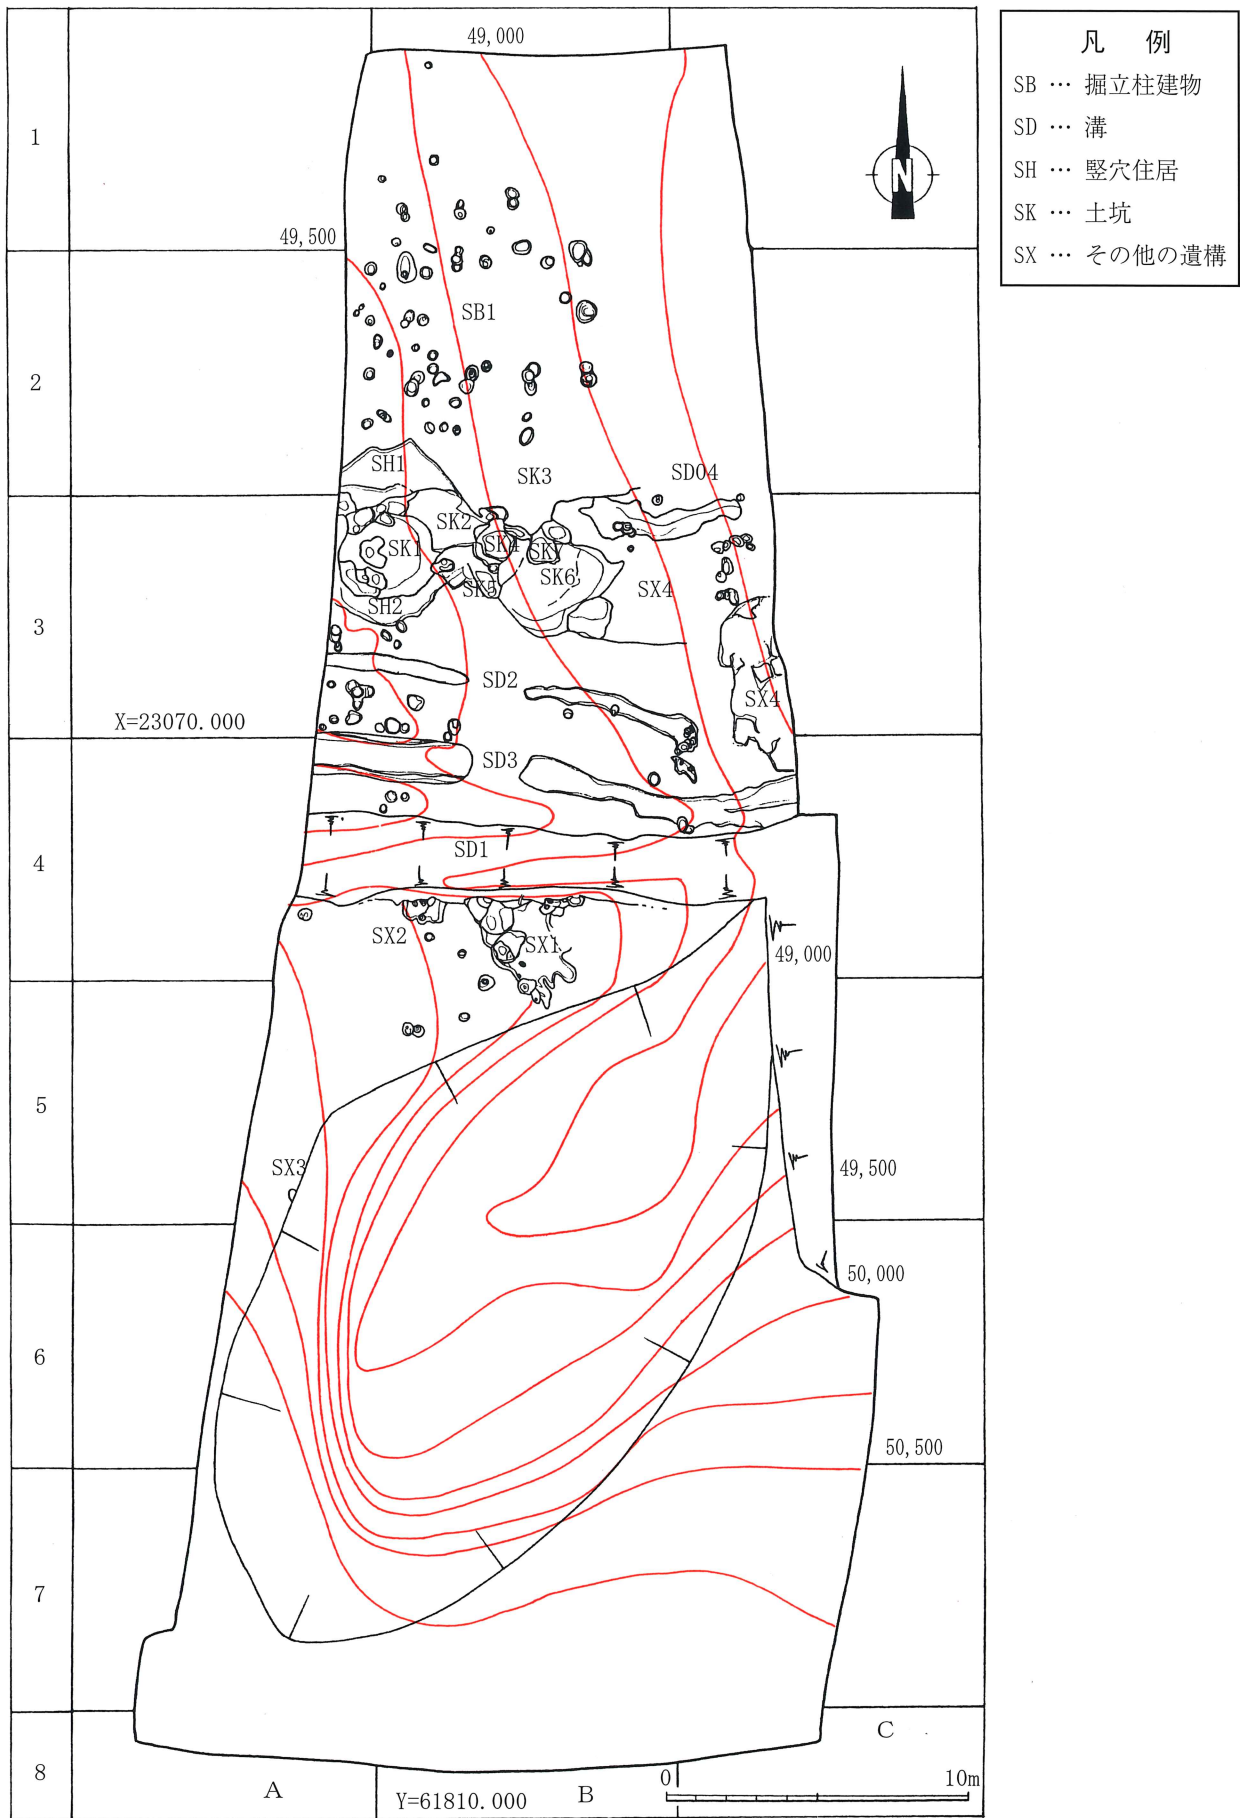 49,000
凡 例
SB … 掘立柱建物
SD … 溝
SH … 竪穴住居
SK … 土坑
SX … その他の遺構
N
1
49,500
SB1
2
SH1
SK3
SD04
SK2
SK1
SK4
SK7
SK5
SK6
SX4
SH2
3
SD2
SX4
X=23070.000
SD3
SD1
4
SX2
SX1
49,000
5
SX3
49,500
50,000
6
50,500
7
C
8
A
Y=61810.000
B
0
10m